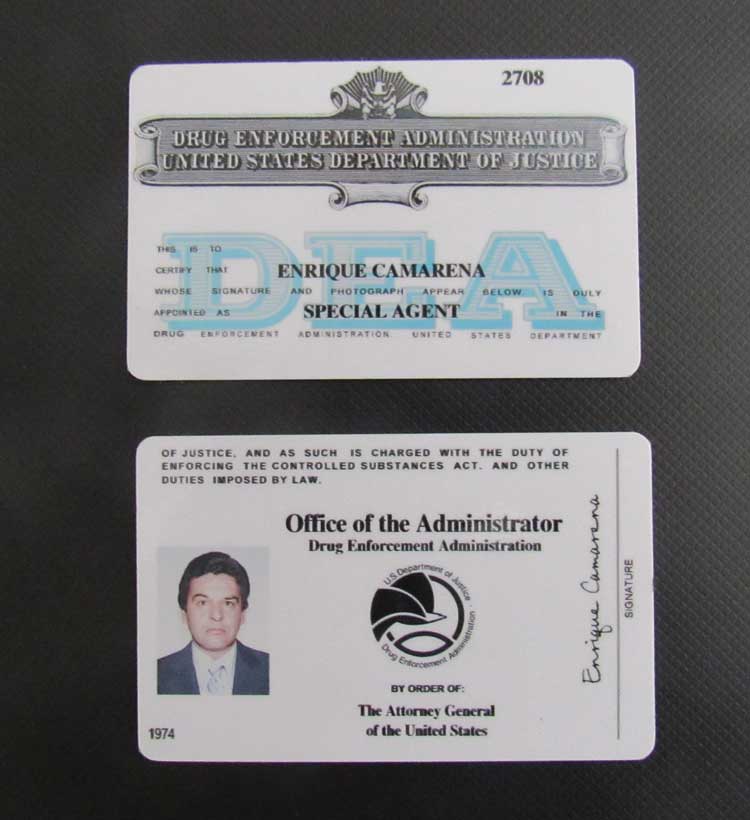 2708
DRUG ENFORCEMENT ADMINISTRATION
UNITED STATES DEPARTMENT OF JUSTICE
DEA
THIS IS TO
CERTIFY THAT ENRIQUE CAMARENA
WHOSE SIGNATURE AND PHOTOGRAPH APPEAR BELOW IS DULY
APPOINTED AS SPECIAL AGENT IN THE
DRUG ENFORCEMENT ADMINISTRATION UNITED STATES DEPARTMENT
OF JUSTICE, AND AS SUCH IS CHARGED WITH THE DUTY OF
ENFORCING THE CONTROLLED SUBSTANCES ACT. AND OTHER
DUTIES IMPOSED BY LAW.
Office of the Administrator
Drug Enforcement Administration
U.S. Department of Justice
Drug Enforcement Administration
BY ORDER OF:
The Attorney General
of the United States
1974
Enrique Camarena
SIGNATURE